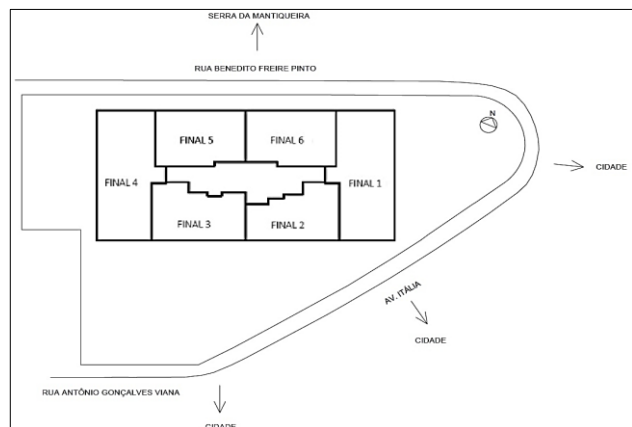 SERRA DA MANTIQUEIRA
RUA BENEDITO FREIRE PINTO
N
FINAL 5
FINAL 6
CIDADE
FINAL 4
FINAL 1
FINAL 3
FINAL 2
AV. ITÁLIA
CIDADE
RUA ANTÔNIO GONÇALVES VIANA
CIDADE